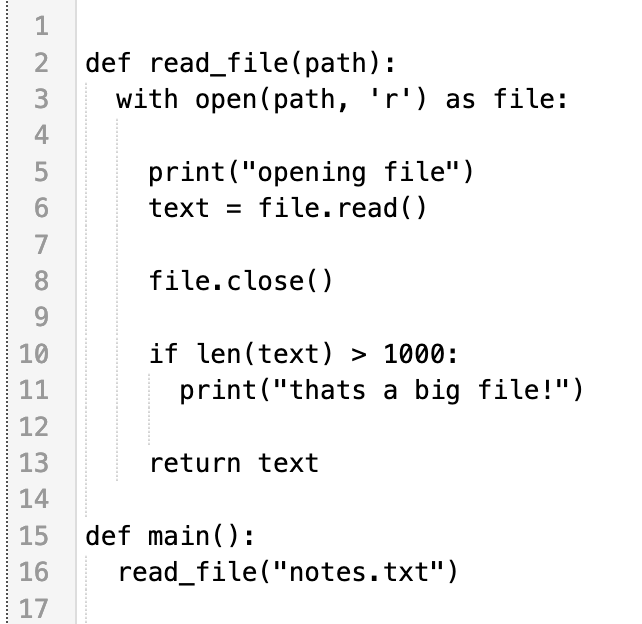 1
2 def read_file(path):
3   with open(path, 'r') as file:
4
5     print("opening file")
6     text = file.read()
7
8     file.close()
9
10     if len(text) > 1000:
11       print("thats a big file!")
12
13     return text
14
15 def main():
16   read_file("notes.txt")
17